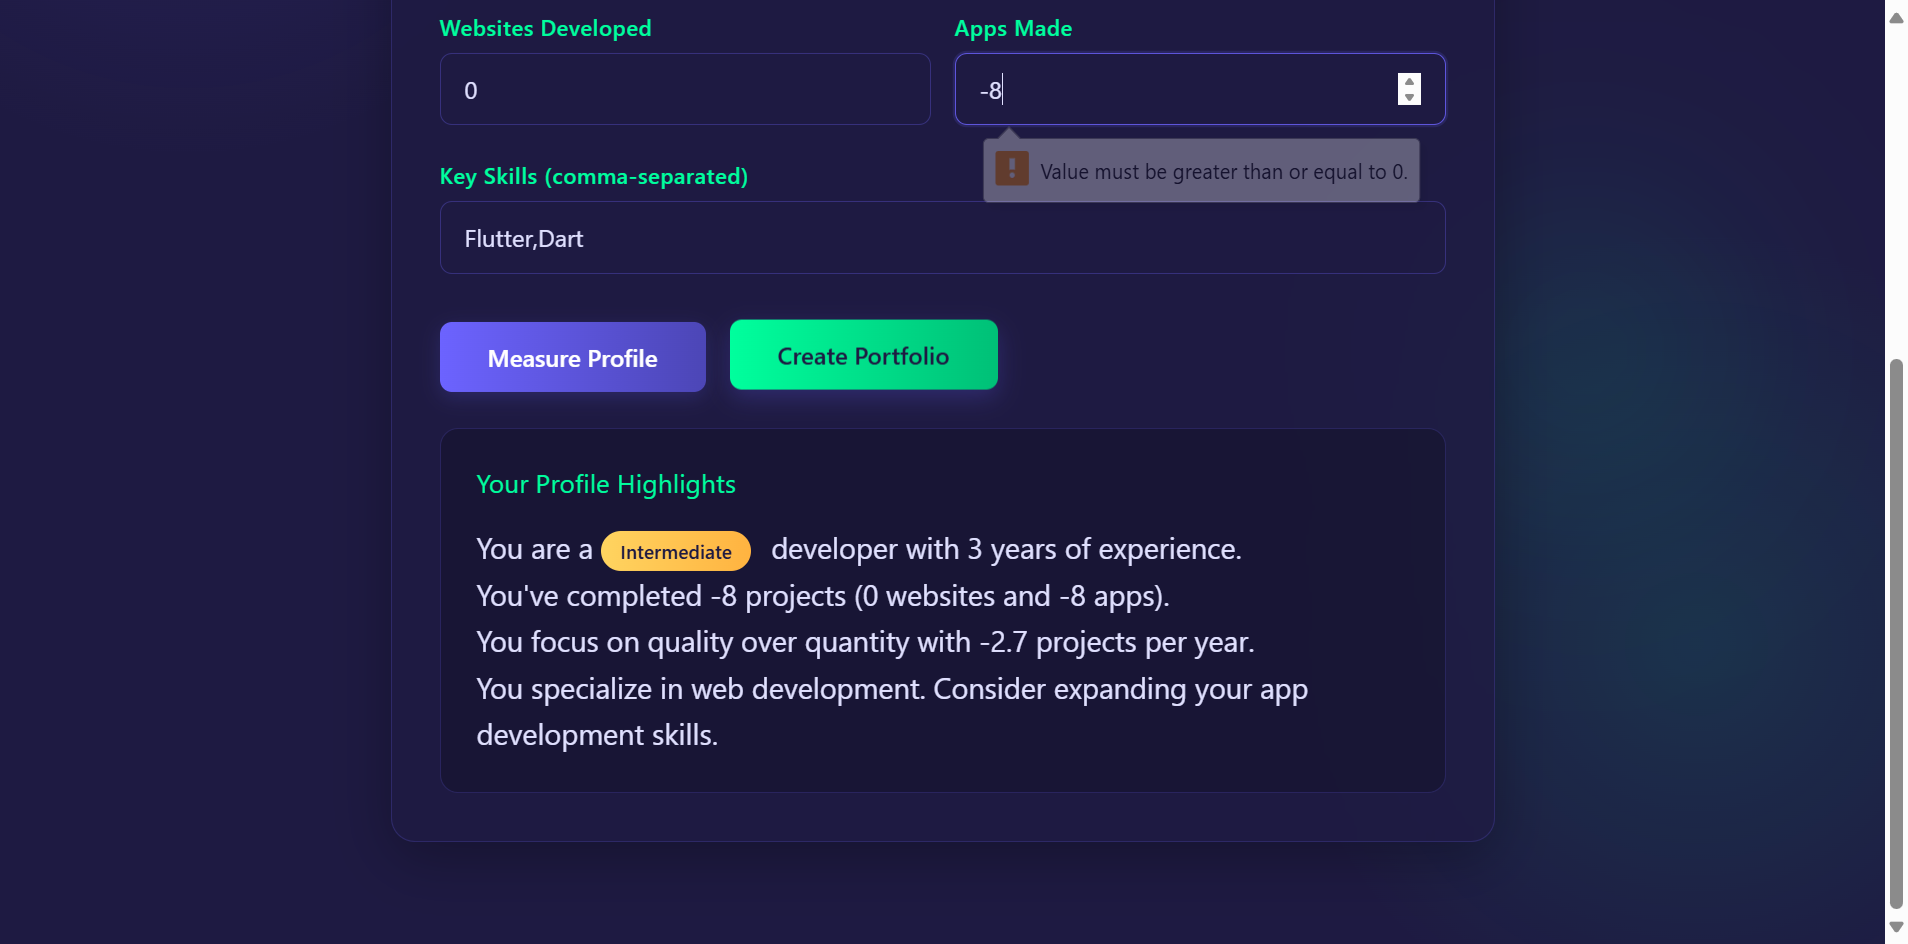 Websites Developed
Apps Made
0
-8
Value must be greater than or equal to 0.
Key Skills (comma-separated)
Flutter,Dart
Measure Profile
Create Portfolio
Your Profile Highlights
You are a Intermediate developer with 3 years of experience.
You've completed -8 projects (0 websites and -8 apps).
You focus on quality over quantity with -2.7 projects per year.
You specialize in web development. Consider expanding your app
development skills.